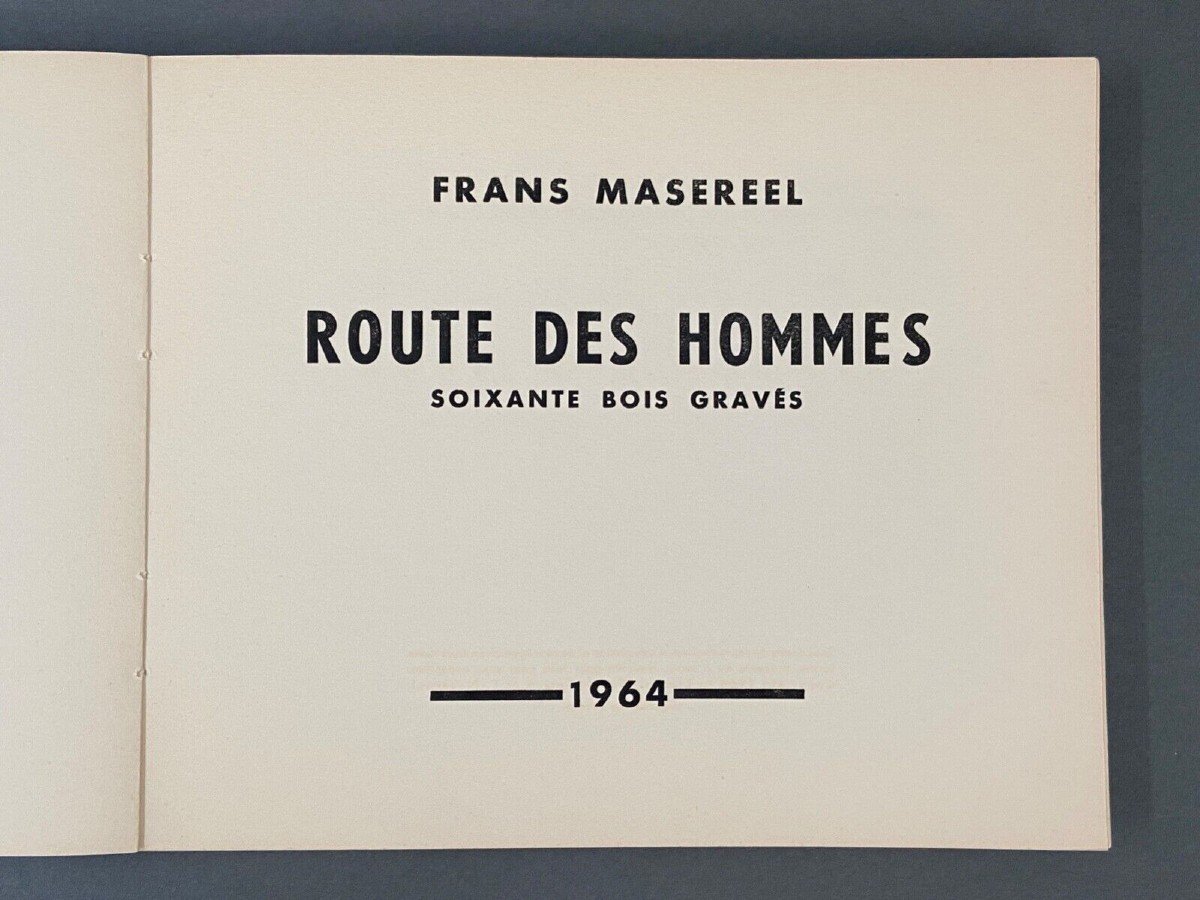 FRANS MASEREEL
ROUTE DES HOMMES
SOIXANTE BOIS GRAVÉS
1964